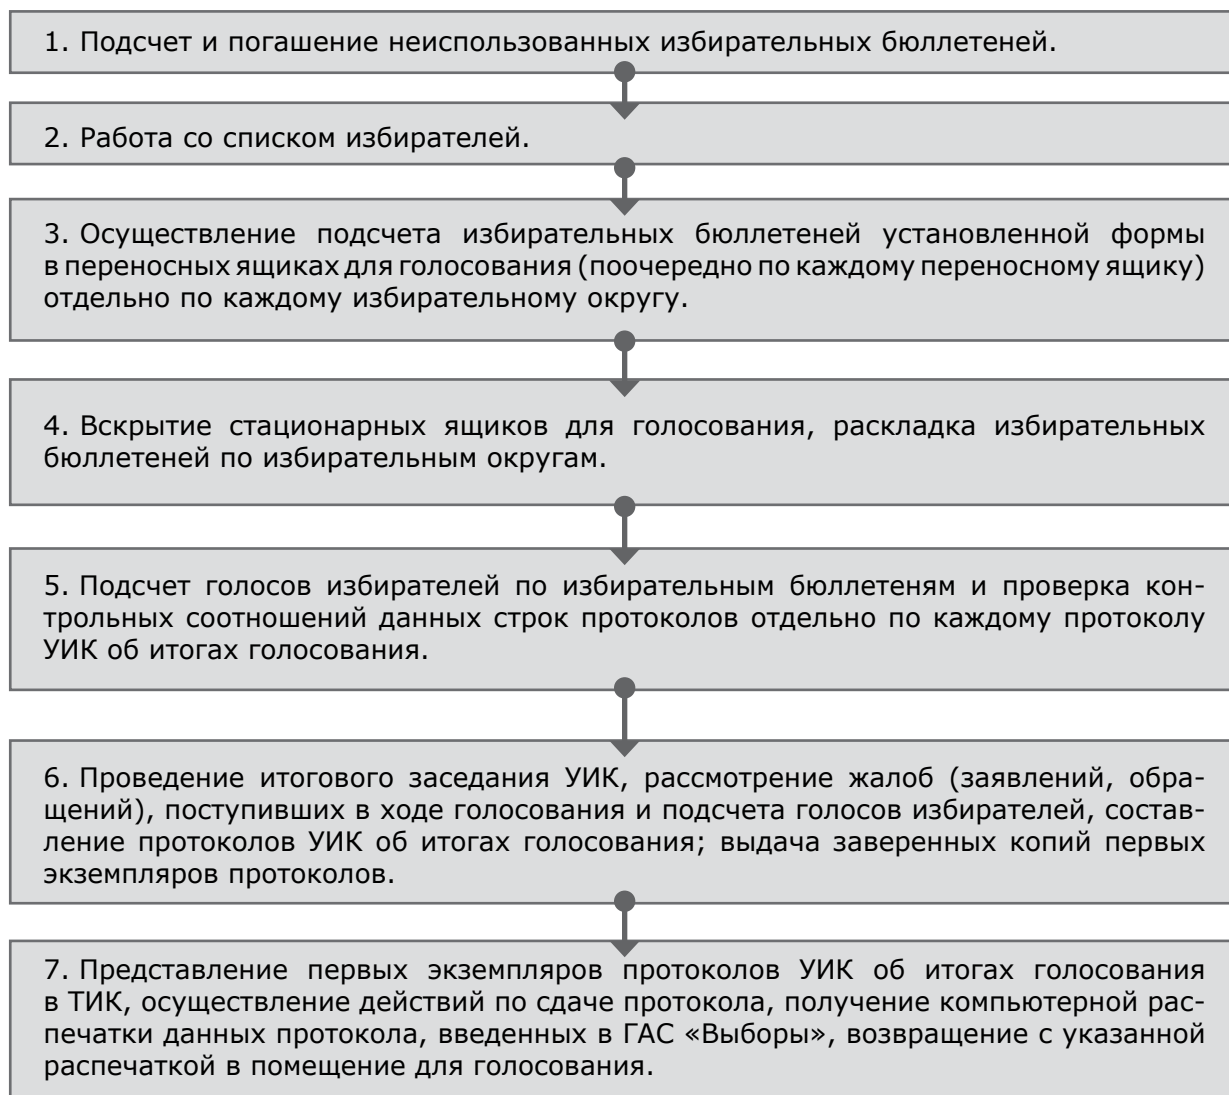 1. Подсчет и погашение неиспользованных избирательных бюллетеней.
2. Работа со списком избирателей.
3. Осуществление подсчета избирательных бюллетеней установленной формы
в переносных ящиках для голосования (поочередно по каждому переносному ящику)
отдельно по каждому избирательному округу.
4. Вскрытие стационарных ящиков для голосования, раскладка избирательных
бюллетеней по избирательным округам.
5. Подсчет голосов избирателей по избирательным бюллетеням и проверка кон-
трольных соотношений данных строк протоколов отдельно по каждому протоколу
УИК об итогах голосования.
6. Проведение итогового заседания УИК, рассмотрение жалоб (заявлений, обра-
щений), поступивших в ходе голосования и подсчета голосов избирателей, состав-
ление протоколов УИК об итогах голосования; выдача заверенных копий первых
экземпляров протоколов.
7. Представление первых экземпляров протоколов УИК об итогах голосования
в ТИК, осуществление действий по сдаче протокола, получение компьютерной рас-
печатки данных протокола, введенных в ГАС «Выборы», возвращение с указанной
распечаткой в помещение для голосования.